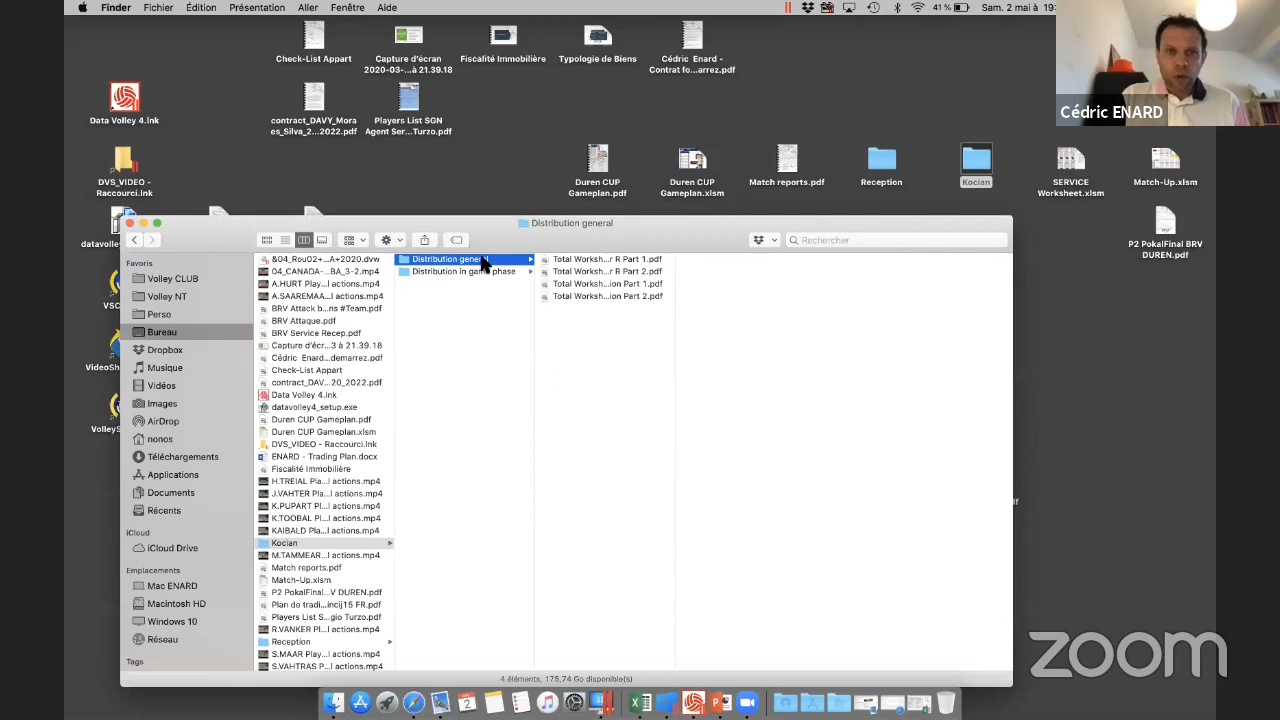 Finder Fichier Édition Présentation Aller Fenêtre Aide
41 % Sam. 2 mai à 19:
Cédric ENARD
Check-List Appart
Capture d'écran
2020-03-...à 21.39.18
Fiscalité Immobilière
Typologie de Biens
Cédric Enard -
Contrat fo...arrez.pdf
Data Volley 4.lnk
contract_DAVY_Mora
es_Silva_2...2022.pdf
Players List SGN
Agent Ser...Turzo.pdf
DVS_VIDEO -
Raccourci.lnk
Duren CUP
Gameplan.pdf
Duren CUP
Gameplan.xlsm
Match reports.pdf
Reception
Kocian
SERVICE
Worksheet.xlsm
Match-Up.xlsm
P2 PokalFinal BRV
DUREN.pdf
datavolley
VSC
VideoSh
VolleyS
Distribution general
Rechercher
Favoris
Volley CLUB
Volley NT
Perso
Bureau
Dropbox
Musique
Vidéos
Images
AirDrop
nonos
Téléchargements
Applications
Documents
Récents
iCloud
iCloud Drive
Emplacements
Mac ENARD
Macintosh HD
Windows 10
Réseau
Tags
&04_Rou02+...A+2020.dvw
04_CANADA-...BA_3-2.mp4
A.HURT Play...l actions.mp4
A.SAAREMAA...l actions.mp4
BRV Attack b...ns #Team.pdf
BRV Attaque.pdf
BRV Service Recep.pdf
Capture d'écr...3 à 21.39.18
Cédric Enard...demarrez.pdf
Check-List Appart
contract_DAV...20_2022.pdf
Data Volley 4.lnk
datavolley4_setup.exe
Duren CUP Gameplan.pdf
Duren CUP Gameplan.xlsm
DVS_VIDEO - Raccourci.lnk
ENARD - Trading Plan.docx
Fiscalité Immobilière
H.TREIAL Pla...l actions.mp4
J.VAHTER Pla...l actions.mp4
K.PUPART Pl...l actions.mp4
K.TOOBAL Pl...l actions.mp4
KAIBALD Pla...l actions.mp4
Kocian
M.TAMMEAR...l actions.mp4
Match reports.pdf
Match-Up.xlsm
P2 PokalFinal...V DUREN.pdf
Plan de tradi...incij15 FR.pdf
Players List S...gio Turzo.pdf
R.VANKER Pl...l actions.mp4
Reception
S.MAAR Play...l actions.mp4
S.VAHTRAS P...l actions.mp4
Distribution general
Distribution in game phase
Total Worksh...r R Part 1.pdf
Total Worksh...r R Part 2.pdf
Total Worksh...ion Part 1.pdf
Total Worksh...ion Part 2.pdf
4 éléments, 175,74 Go disponible(s)
zoom